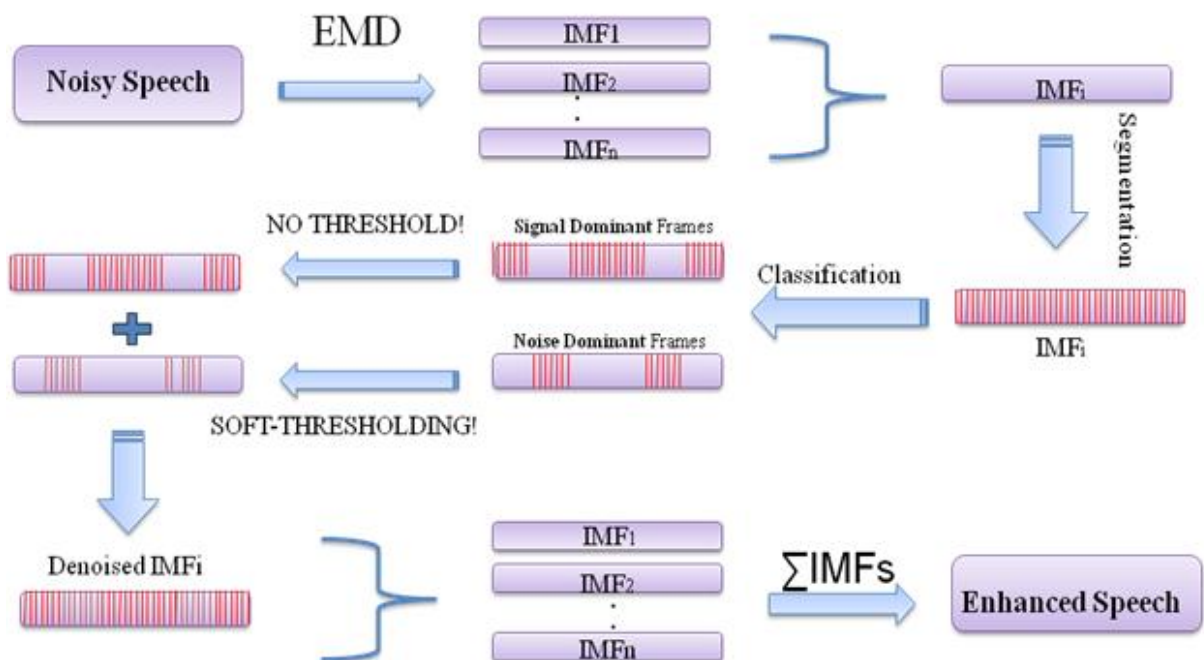 Noisy Speech
EMD
IMF1
IMF2
.
.
IMFn
IMFi
Segmentation
IMFi
Classification
Signal Dominant Frames
Noise Dominant Frames
NO THRESHOLD!
SOFT-THRESHOLDING!
Denoised IMFi
IMF1
IMF2
.
.
IMFn
∑IMFs
Enhanced Speech